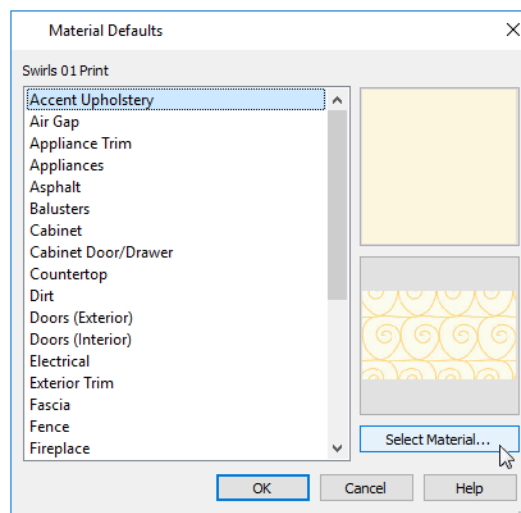 Material Defaults
Swirls 01 Print
Accent Upholstery
Air Gap
Appliance Trim
Appliances
Asphalt
Balusters
Cabinet
Cabinet Door/Drawer
Countertop
Dirt
Doors (Exterior)
Doors (Interior)
Electrical
Exterior Trim
Fascia
Fence
Fireplace
Select Material...
OK
Cancel
Help